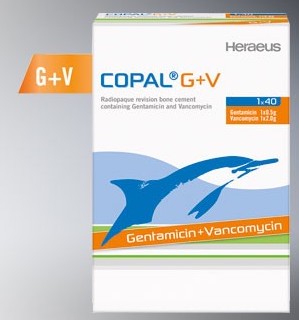 Heraeus
G+V
COPAL® G+V
Radiopaque revision bone cement
containing Gentamicin and Vancomycin
1x40
Gentamicin 1x0.5g
Vancomycin 1x2.0g
Gentamicin+Vancomycin